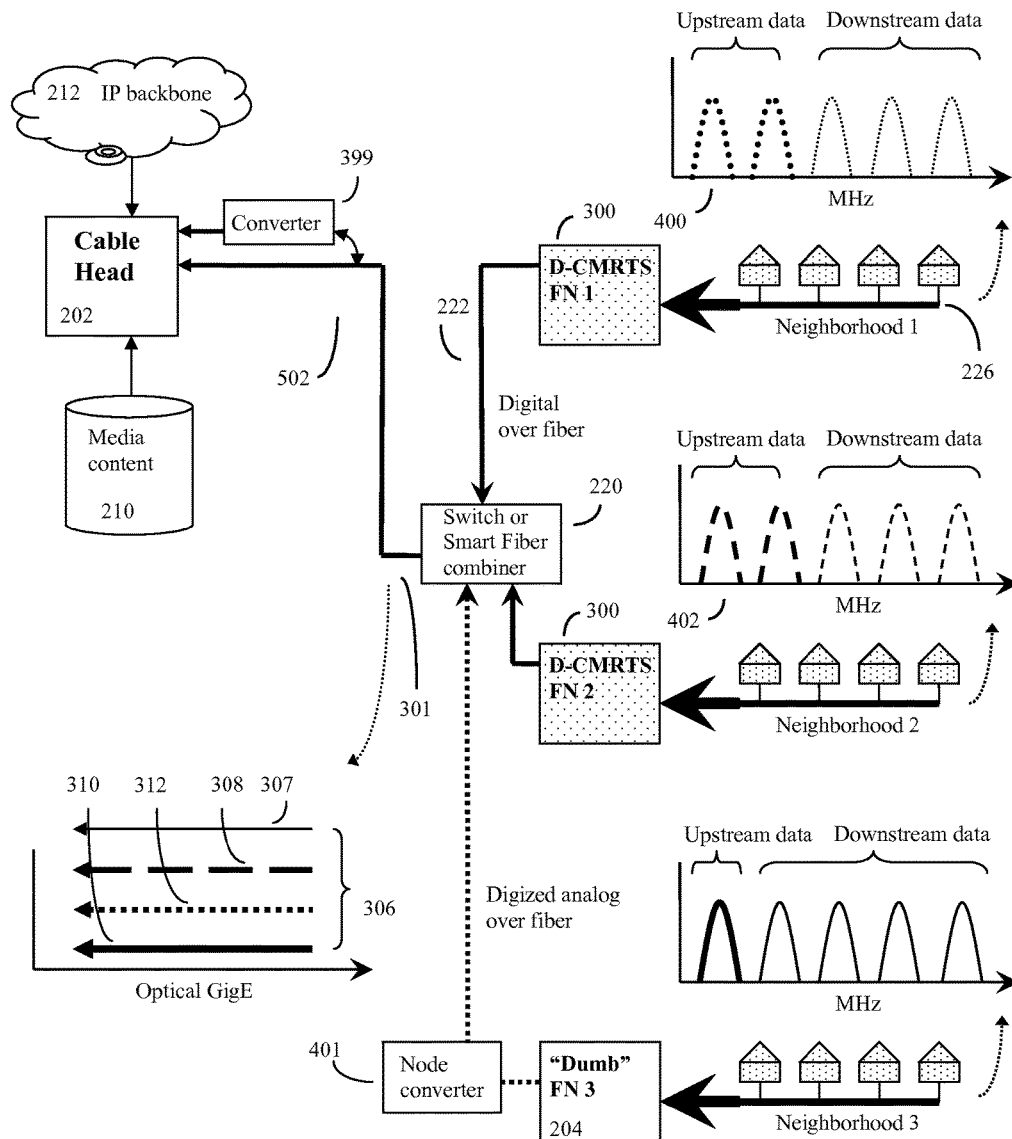 Upstream data Downstream data
212 IP backbone
399
MHz
Converter
300
400
Cable
Head
202
D-CMRTS
FN 1
222
Neighborhood 1
226
502
Digital
over fiber
Media
content
210
Upstream data Downstream data
220
Switch or
Smart Fiber
combiner
MHz
300
402
D-CMRTS
FN 2
301
Neighborhood 2
310 312 308 307
306
Optical GigE
Digized analog
over fiber
Upstream data Downstream data
MHz
401
Node
converter
“Dumb”
FN 3
204
Neighborhood 3